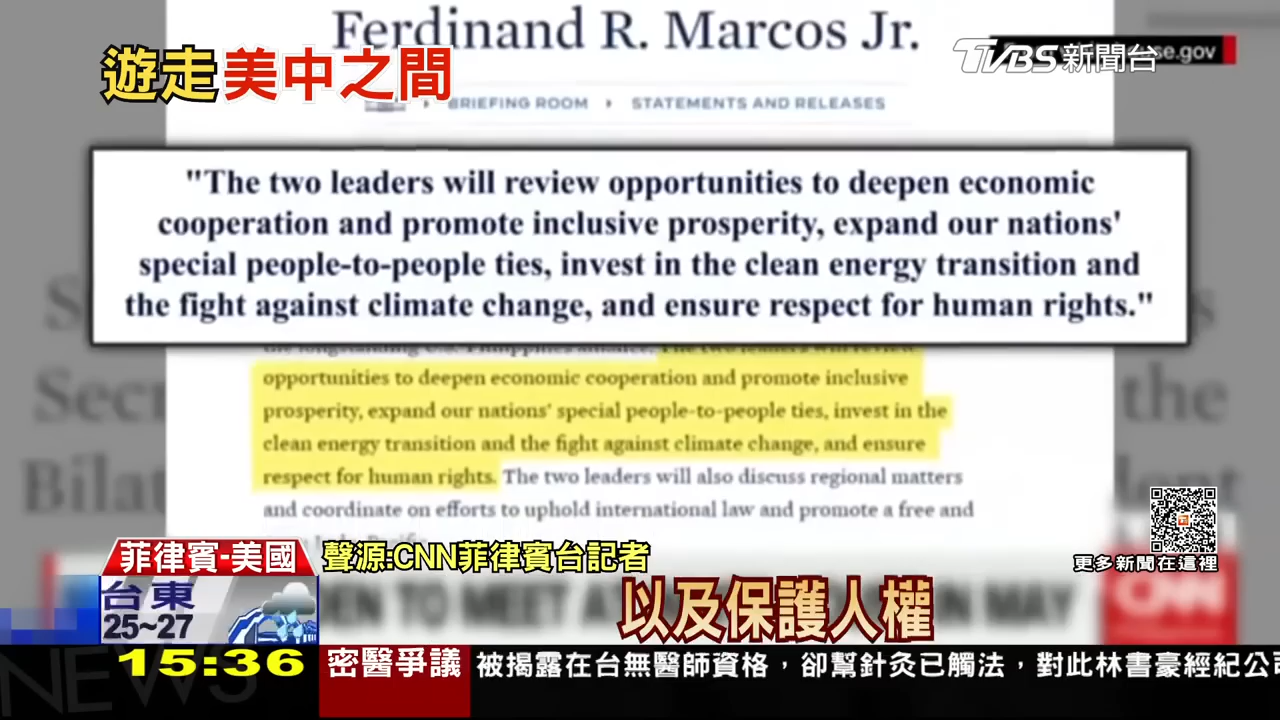 Ferdinand R. Marcos Jr.
遊走美中之間
TVBS新聞台
se.gov
BRIEFING ROOM › STATEMENTS AND RELEASES
"The two leaders will review opportunities to deepen economic
cooperation and promote inclusive prosperity, expand our nations'
special people-to-people ties, invest in the clean energy transition and
the fight against climate change, and ensure respect for human rights."
opportunities to deepen economic cooperation and promote inclusive
prosperity, expand our nations' special people-to-people ties, invest in the
clean energy transition and the fight against climate change, and ensure
respect for human rights. The two leaders will also discuss regional matters
and coordinate on efforts to uphold international law and promote a free and
the
更多新聞在這裡
菲律賓-美國
聲源:CNN菲律賓台記者
台東
25~27
TO MEET
MAY
CNN
以及保護人權
NEWS
15:36
密醫爭議
被揭露在台無醫師資格，卻幫針灸已觸法，對此林書豪經紀公司